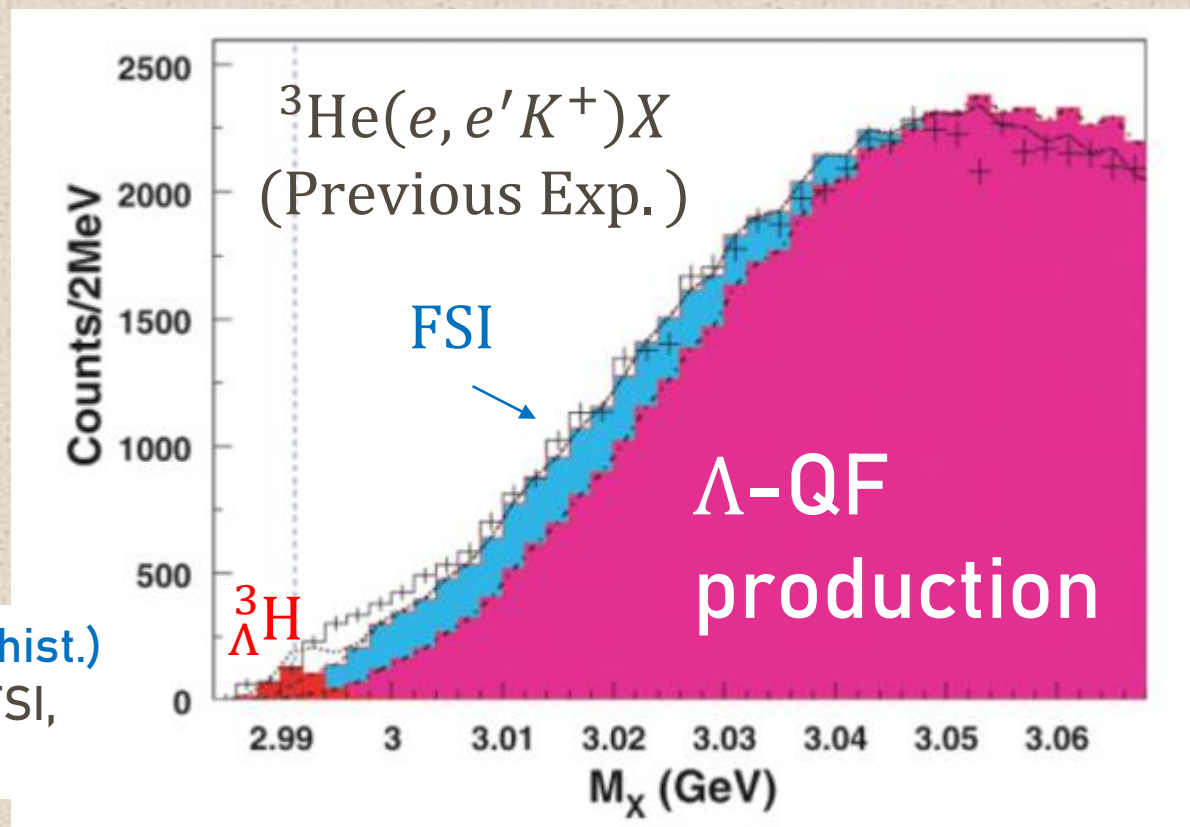 2500
2000
1500
1000
500
0
Counts/2MeV
³He(e, e′K⁺)X
(Previous Exp. )
FSI
Λ-QF
production
³ΛH
hist.)
FSI,
2.99 3 3.01 3.02 3.03 3.04 3.05 3.06
Mₓ (GeV)